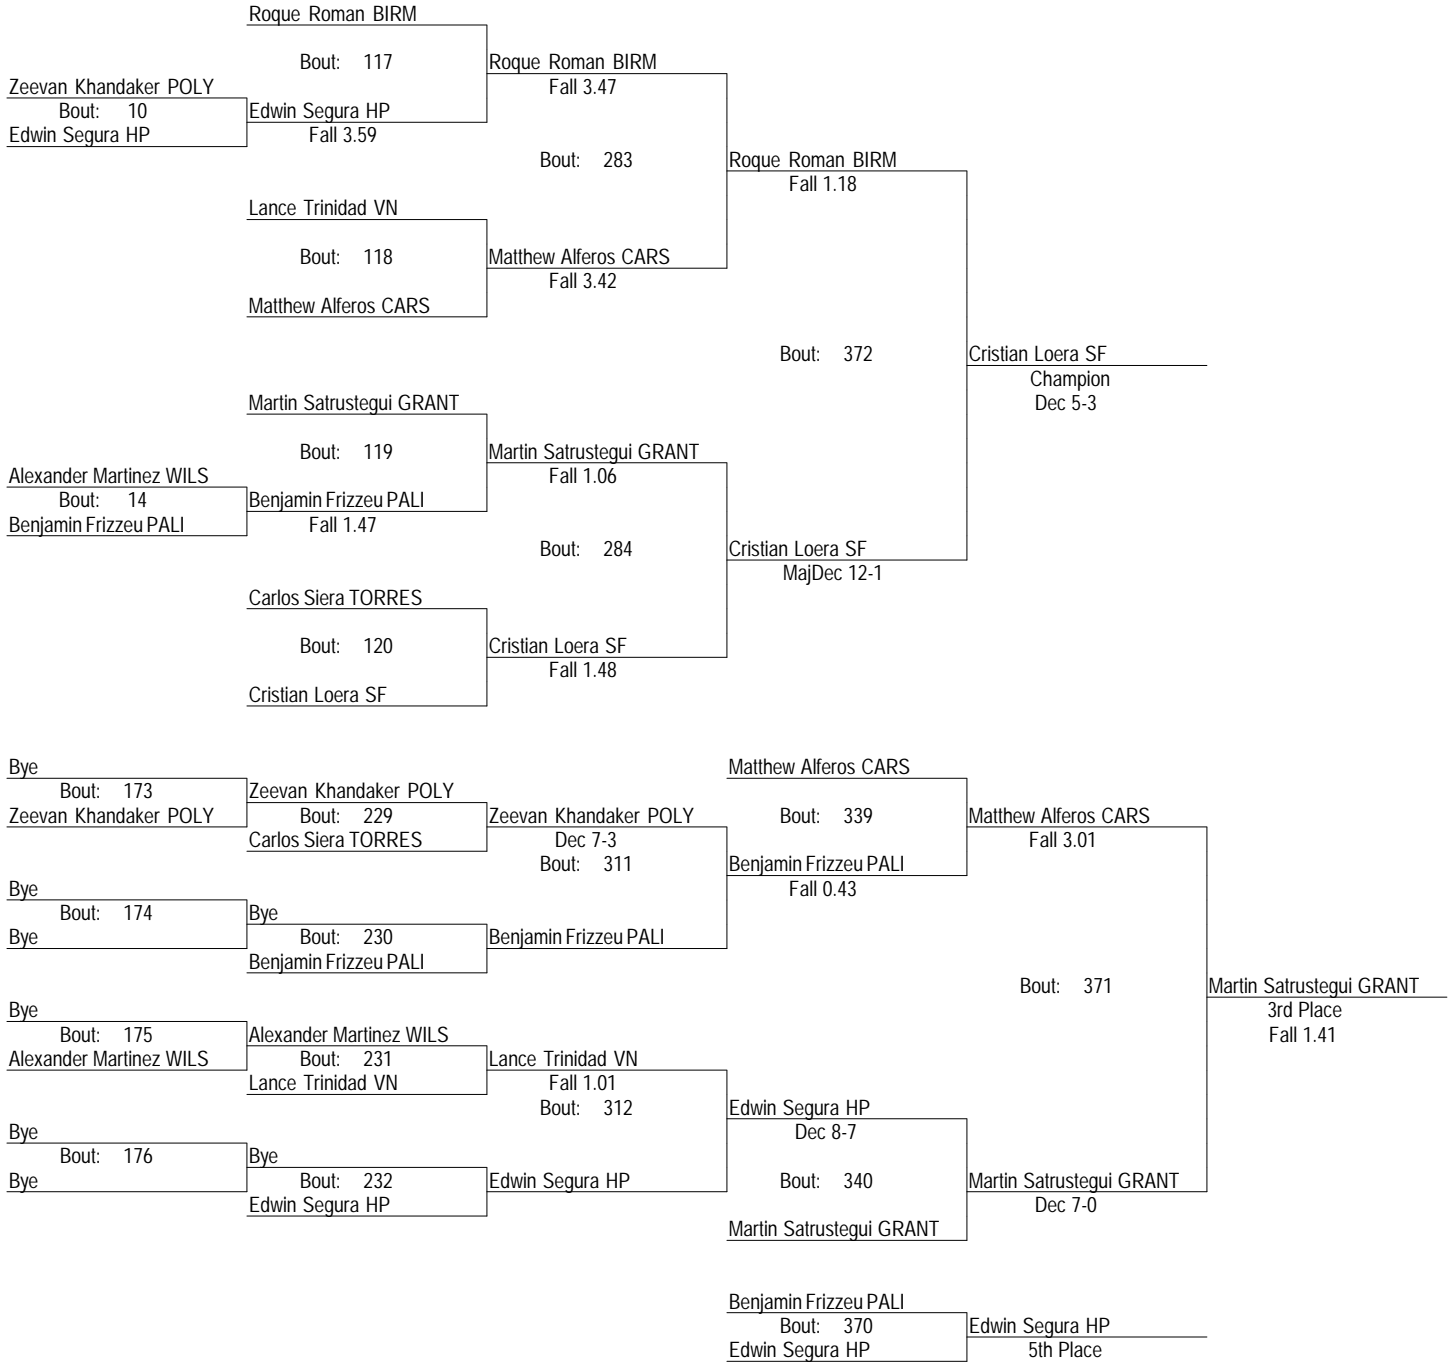 Roque Roman BIRM
Bout: 117 Roque Roman BIRM
Zeevan Khandaker POLY Fall 3.47
Bout: 10 Edwin Segura HP
Edwin Segura HP Fall 3.59
Bout: 283 Roque Roman BIRM
Fall 1.18
Lance Trinidad VN
Bout: 118 Matthew Alferos CARS
Fall 3.42
Matthew Alferos CARS
Bout: 372 Cristian Loera SF
Champion
Martin Satrustegui GRANT Dec 5-3
Bout: 119 Martin Satrustegui GRANT
Alexander Martinez WILS Fall 1.06
Bout: 14 Benjamin Frizzeu PALI
Benjamin Frizzeu PALI Fall 1.47
Bout: 284 Cristian Loera SF
MajDec 12-1
Carlos Siera TORRES
Bout: 120 Cristian Loera SF
Fall 1.48
Cristian Loera SF
Bye Matthew Alferos CARS
Bout: 173 Zeevan Khandaker POLY
Zeevan Khandaker POLY Bout: 229 Zeevan Khandaker POLY Bout: 339 Matthew Alferos CARS
Carlos Siera TORRES Dec 7-3 Fall 3.01
Bout: 311 Benjamin Frizzeu PALI
Bye Fall 0.43
Bout: 174 Bye
Bye Bout: 230 Benjamin Frizzeu PALI
Benjamin Frizzeu PALI
Bout: 371 Martin Satrustegui GRANT
Bye 3rd Place
Bout: 175 Alexander Martinez WILS Fall 1.41
Alexander Martinez WILS Bout: 231 Lance Trinidad VN
Lance Trinidad VN Fall 1.01
Bout: 312 Edwin Segura HP
Bye Dec 8-7
Bout: 176 Bye
Bye Bout: 232 Edwin Segura HP Bout: 340 Martin Satrustegui GRANT
Edwin Segura HP Dec 7-0
Martin Satrustegui GRANT
Benjamin Frizzeu PALI
Bout: 370 Edwin Segura HP
Edwin Segura HP 5th Place